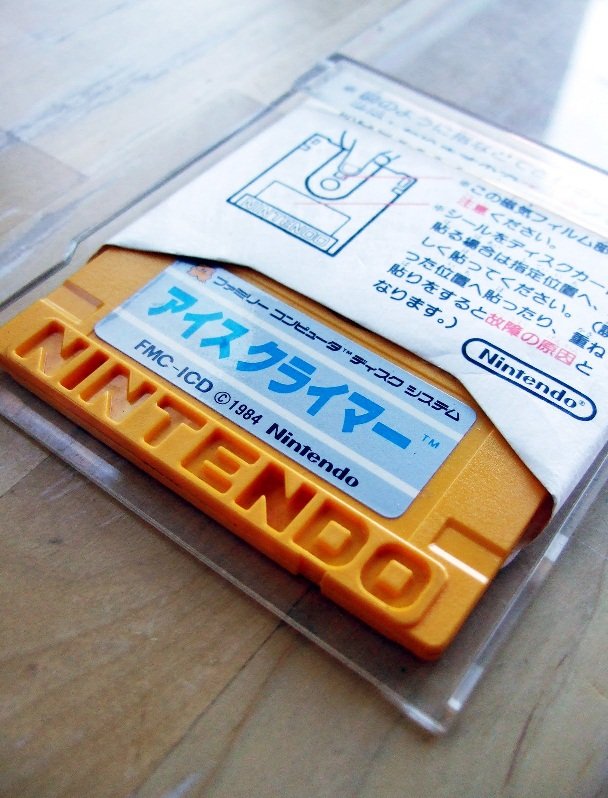 NINTENDO
*この磁気フィルム部
注意ください。
*シールをディスクカー
貼る場合は指定位置へ、
しく貼ってください。
った位置へ貼ったり、重ね
貼りをすると故障の原因と
なります。)
Nintendo®
ファミリー コンピュータ™ ディスク システム
アイスクライマー™
FMC-ICD ©1984 Nintendo
NINTENDO